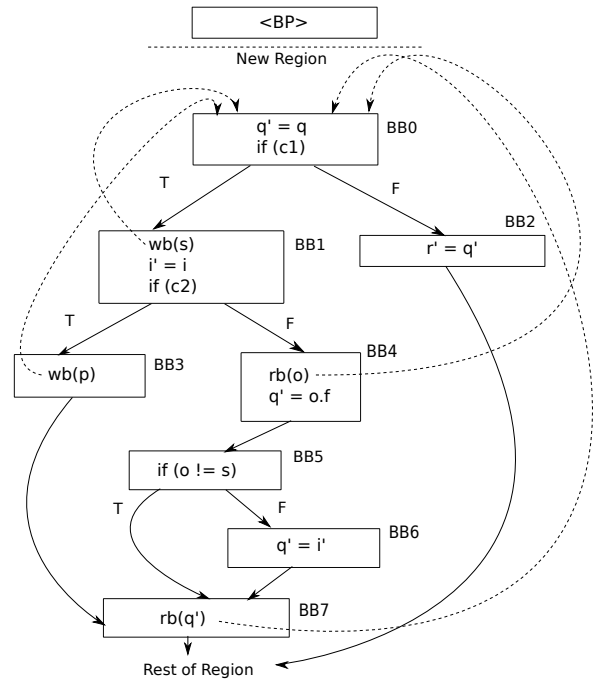 <BP>
New Region
q' = q
if (c1)
BB0
T
F
BB2
wb(s)
i' = i
if (c2)
BB1
r' = q'
T
F
wb(p)
BB3
BB4
rb(o)
q' = o.f
BB5
if (o != s)
T
F
BB6
q' = i'
rb(q')
BB7
Rest of Region